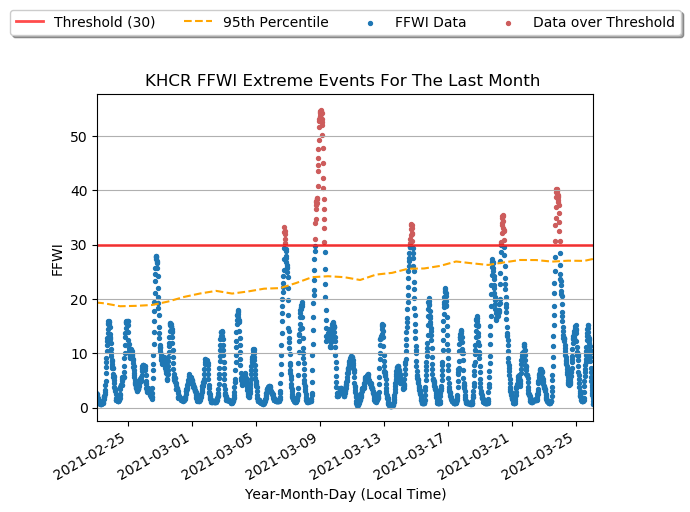 Threshold (30) 95th Percentile FFWI Data Data over Threshold
KHCR FFWI Extreme Events For The Last Month
50
40
30
20
10
0
FFWI
2021-02-25 2021-03-01 2021-03-05 2021-03-09 2021-03-13 2021-03-17 2021-03-21 2021-03-25
Year-Month-Day (Local Time)